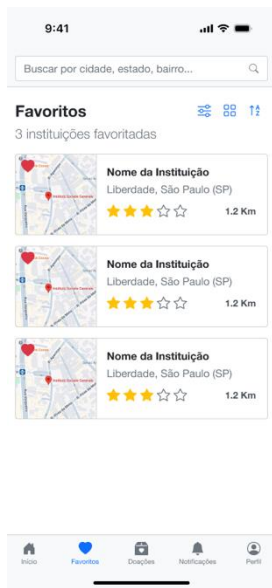 9:41
Buscar por cidade, estado, bairro...
Favoritos
3 instituições favoritadas
Nome da Instituição
Liberdade, São Paulo (SP)
1.2 Km
Nome da Instituição
Liberdade, São Paulo (SP)
1.2 Km
Nome da Instituição
Liberdade, São Paulo (SP)
1.2 Km
Início
Favoritos
Doações
Notificações
Perfil